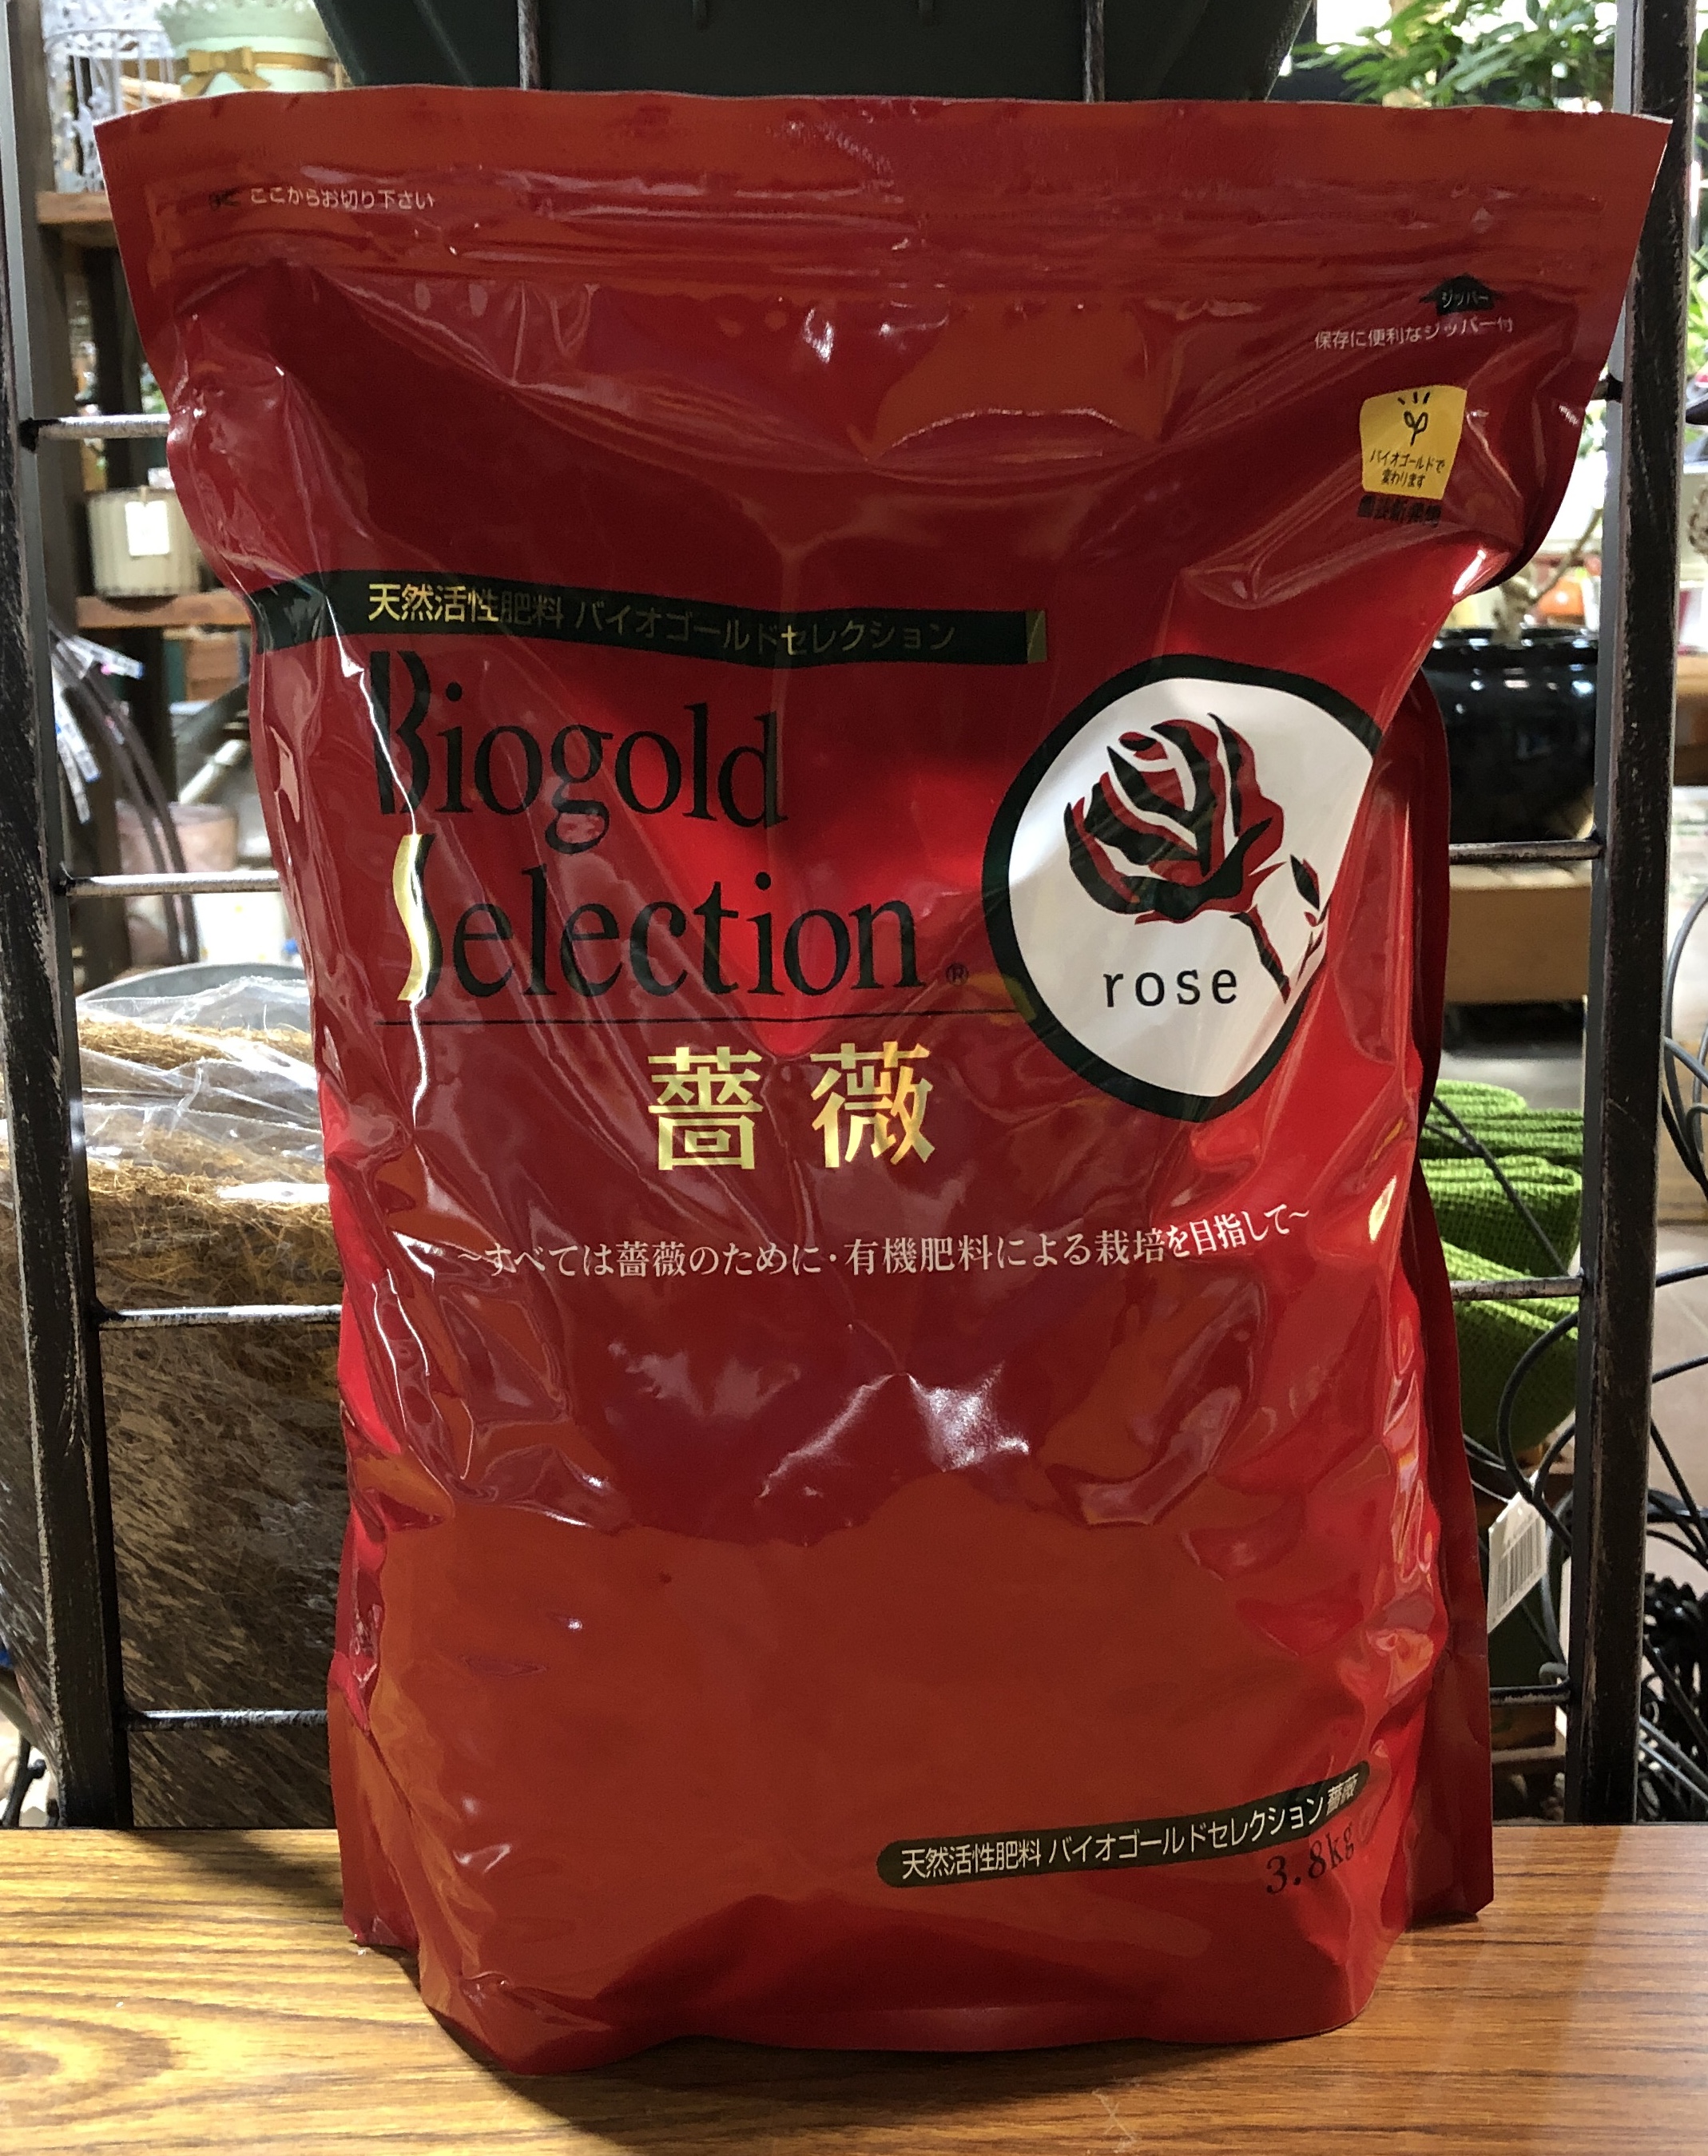 ここからお切り下さい
ジッパー
保存に便利なジッパー付
バイオゴールドで
変わります
天然活性肥料 バイオゴールドセレクション
Biogold
Selection®
rose
薔薇
～すべては薔薇のために・有機肥料による栽培を目指して～
天然活性肥料 バイオゴールドセレクション 薔薇
3.8kg